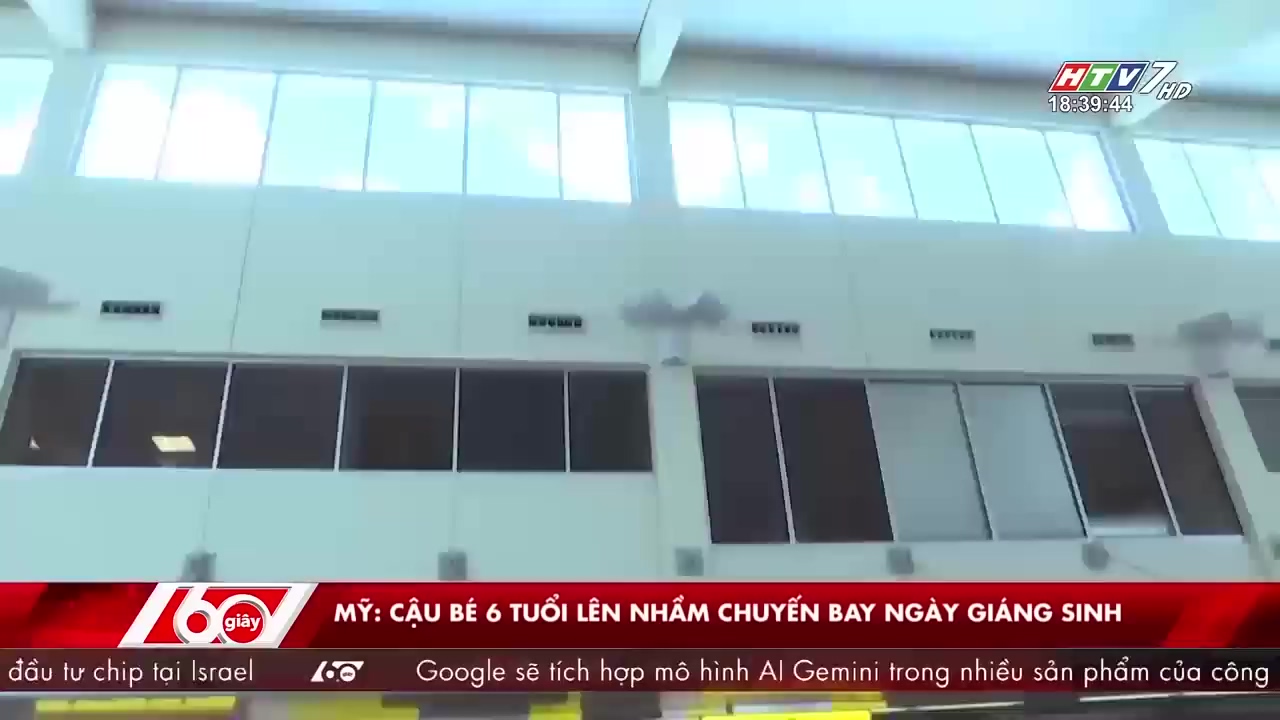 HTV7 HD
18:39:44
60 giây
MỸ: CẬU BÉ 6 TUỔI LÊN NHẦM CHUYẾN BAY NGÀY GIÁNG SINH
đầu tư chip tại Israel 60 giây Google sẽ tích hợp mô hình AI Gemini trong nhiều sản phẩm của công